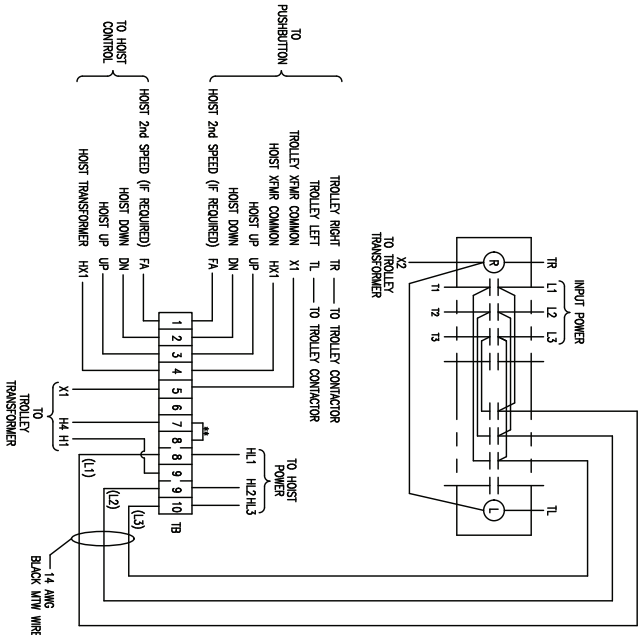 TO
PUSHBUTTON
TROLLEY RIGHT TR TO TROLLEY CONTACTOR
TROLLEY LEFT TL TO TROLLEY CONTACTOR
TROLLEY XFMR COMMON X1
HOIST XFMR COMMON HX1
HOIST UP UP
HOIST DOWN DN
HOIST 2nd SPEED (IF REQUIRED) FA
TO HOIST
CONTROL
HOIST 2nd SPEED (IF REQUIRED) FA
HOIST DOWN DN
HOIST UP UP
HOIST TRANSFORMER HX1
1
2
3
4
5
6
7
8
8
9
9
10
TB
**
X1
H4
H1
TO
TROLLEY
TRANSFORMER
HL1
HL2
HL3
TO HOIST
POWER
(L1)
(L2)
(L3)
14 AWG
BLACK MTW WIRE
INPUT POWER
TR
L1
L2
L3
R
T1
T2
T3
X2
TO TROLLEY
TRANSFORMER
L
TL